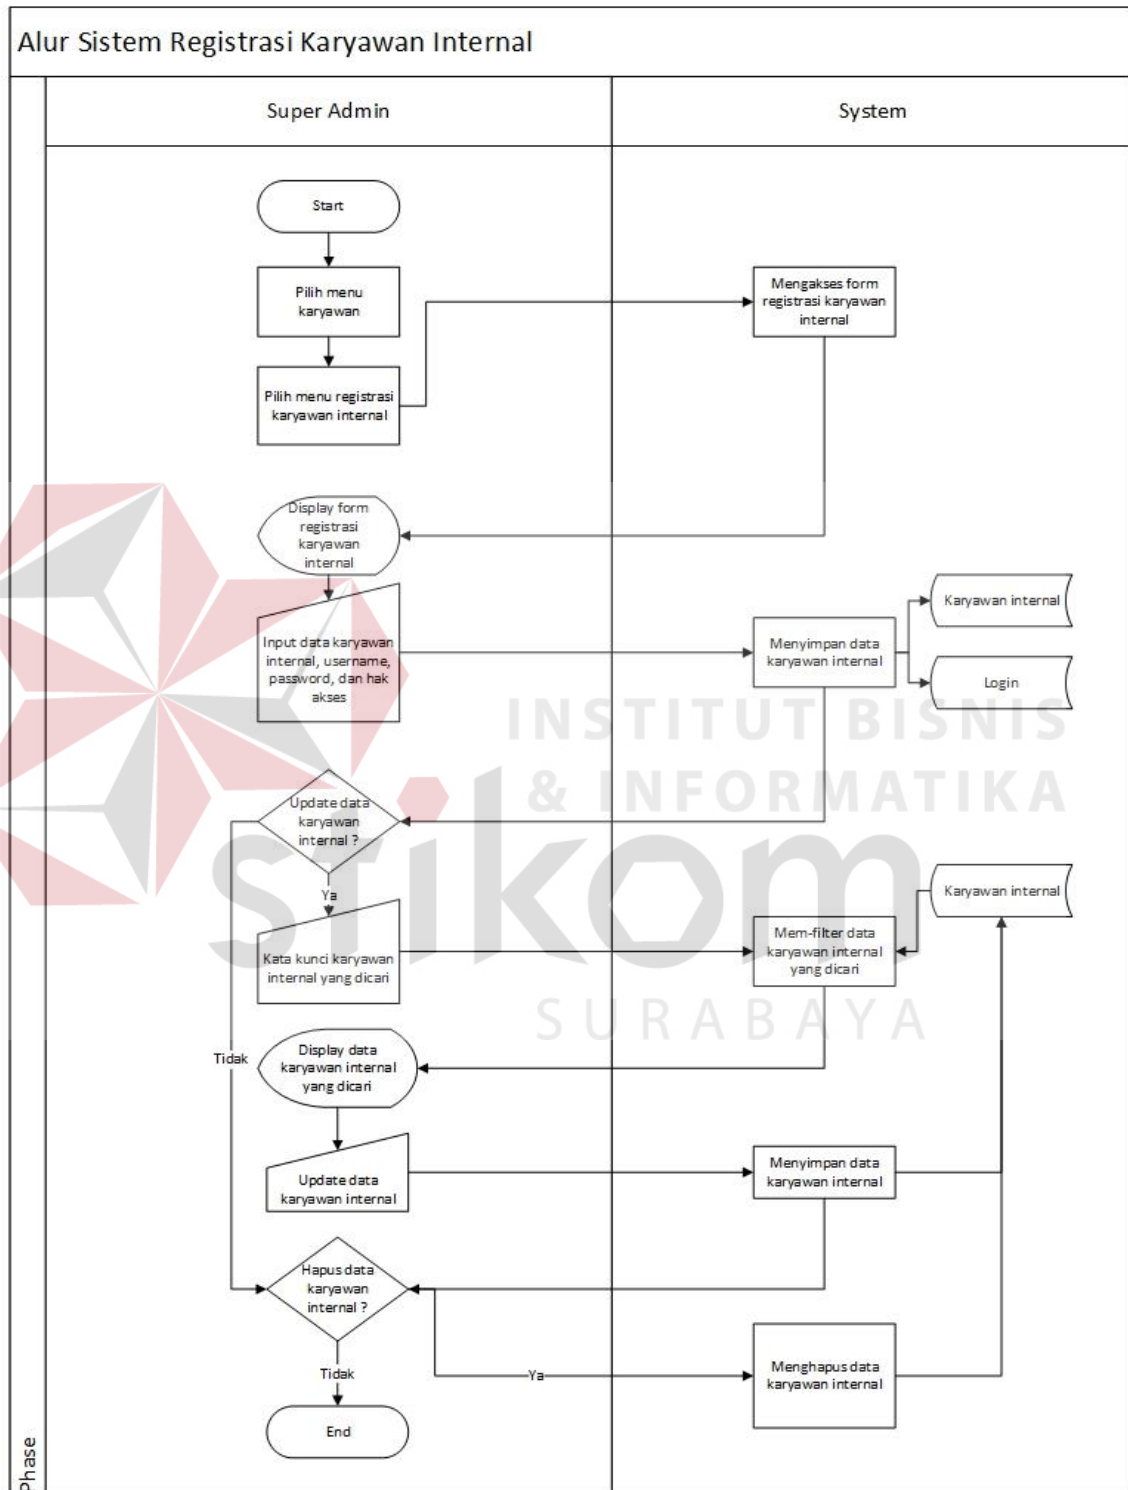 Alur Sistem Registrasi Karyawan Internal
Super Admin
System
Start
Pilih menu
karyawan
Mengakses form
registrasi karyawan
internal
Pilih menu registrasi
karyawan internal
Display form
registrasi
karyawan
internal
Input data karyawan
internal, username,
password, dan hak
akses
Menyimpan data
karyawan internal
Karyawan internal
Login
INSTITUT BISNIS
& INFORMATIKA
stikom
SURABAYA
Update data
karyawan
internal ?
Ya
Kata kunci karyawan
internal yang dicari
Mem-filter data
karyawan internal
yang dicari
Karyawan internal
Tidak
Display data
karyawan internal
yang dicari
Update data
karyawan internal
Menyimpan data
karyawan internal
Hapus data
karyawan
internal ?
Ya
Menghapus data
karyawan internal
Tidak
End
Phase